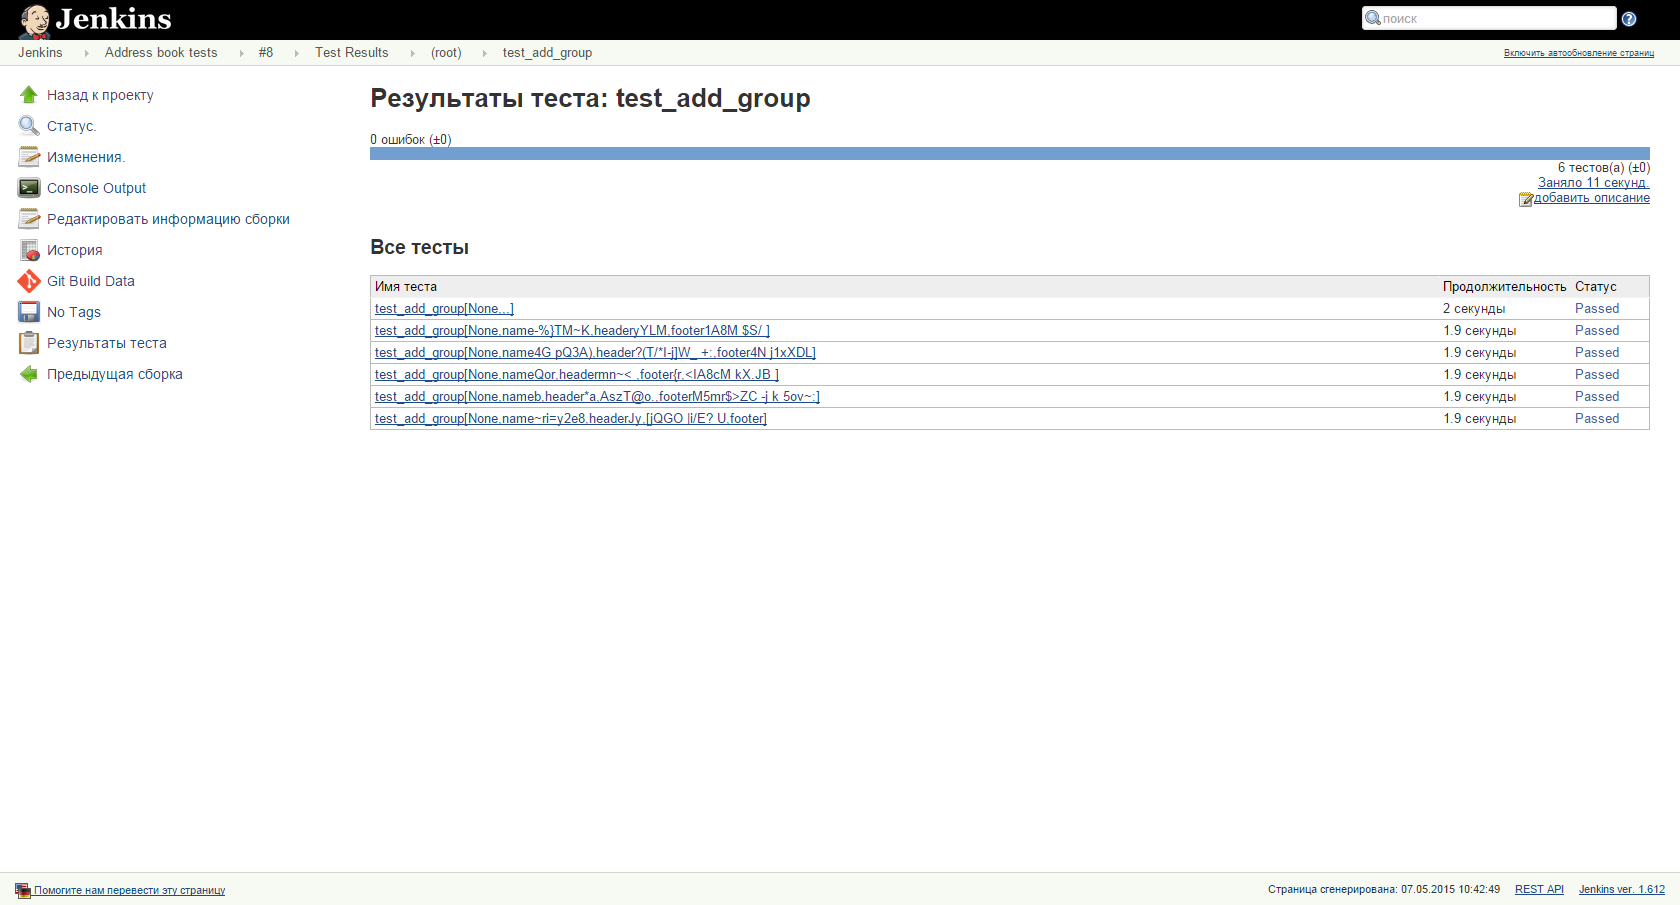 Jenkins
поиск
Jenkins Address book tests #8 Test Results (root) test_add_group
Включить автообновление страниц
Назад к проекту
Статус.
Изменения.
Console Output
Редактировать информацию сборки
История
Git Build Data
No Tags
Результаты теста
Предыдущая сборка
Результаты теста: test_add_group
0 ошибок (±0)
6 тестов(а) (±0)
Заняло 11 секунд.
добавить описание
Все тесты
Имя теста Продолжительность Статус
test_add_group[None,,,] 2 секунды Passed
test_add_group[None,name-%}TM~K,headeryYLM,footer1A8M $S/ ] 1.9 секунды Passed
test_add_group[None,name4G pQ3A),header?(T/*I-j]W_ +:,footer4N j1xXDL] 1.9 секунды Passed
test_add_group[None,nameQor,headermn~< ,footer{r,<IA8cM kX.JB ] 1.9 секунды Passed
test_add_group[None,nameb,header*a,AszT@o.,footerM5mr$>ZC -j k 5ov~:] 1.9 секунды Passed
test_add_group[None,name~ri=y2e8,headerJy,[jQGO |i/E? U,footer] 1.9 секунды Passed
Помогите нам перевести эту страницу
Страница сгенерирована: 07.05.2015 10:42:49 REST API Jenkins ver. 1.612